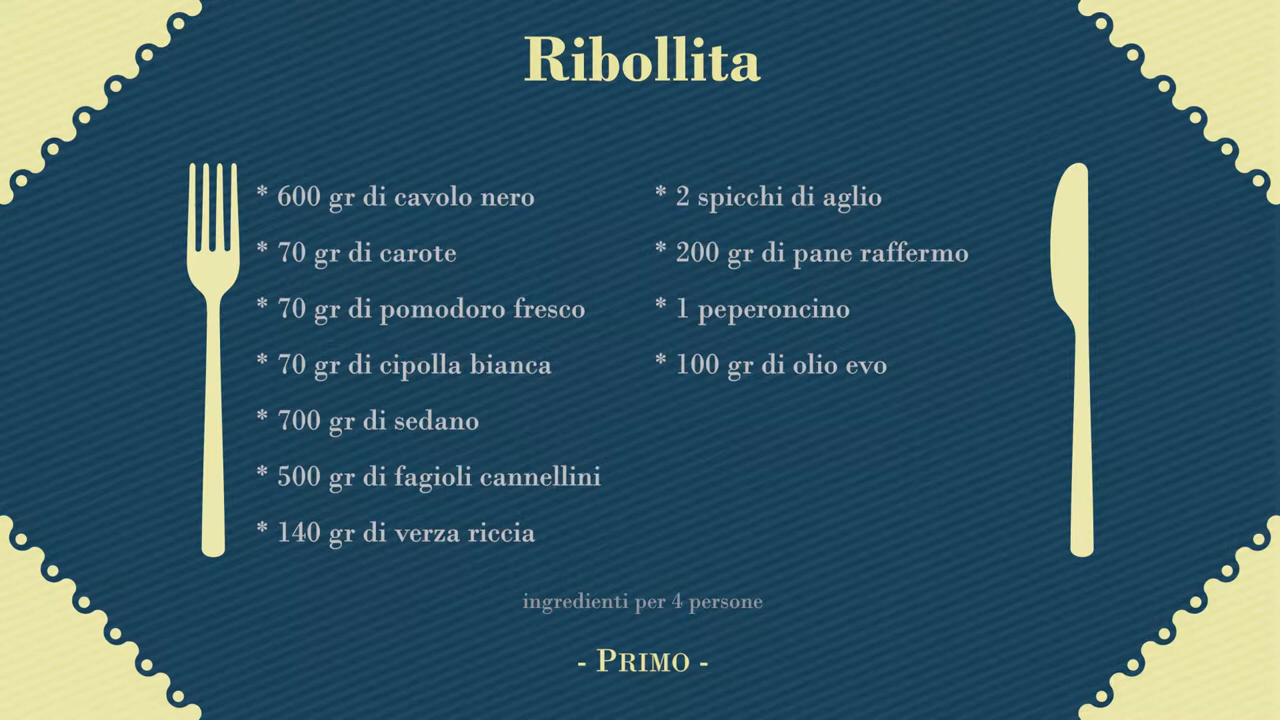 Ribollita
* 600 gr di cavolo nero
* 70 gr di carote
* 70 gr di pomodoro fresco
* 70 gr di cipolla bianca
* 700 gr di sedano
* 500 gr di fagioli cannellini
* 140 gr di verza riccia
* 2 spicchi di aglio
* 200 gr di pane raffermo
* 1 peperoncino
* 100 gr di olio evo
ingredienti per 4 persone
- PRIMO -